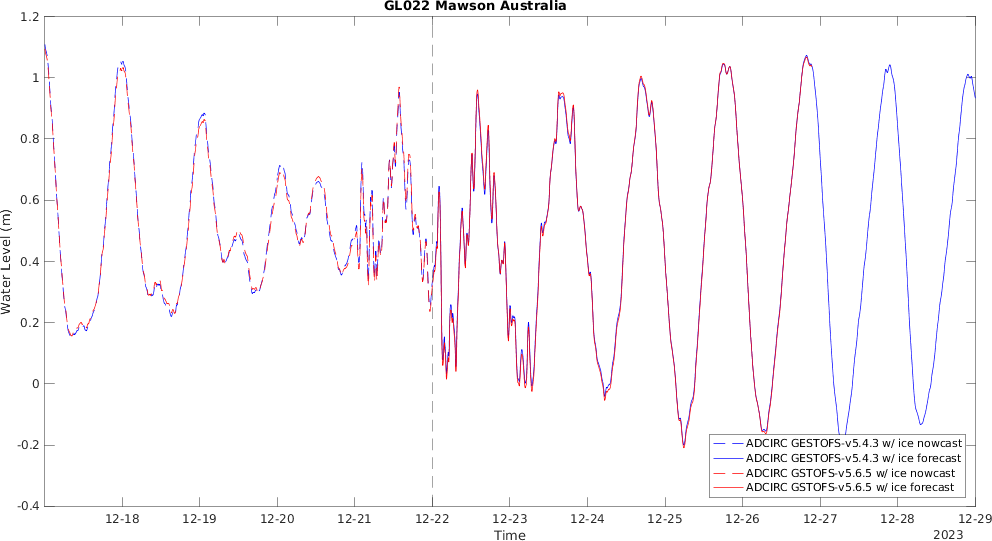 GL022 Mawson Australia
1.2
1
0.8
0.6
0.4
0.2
0
-0.2
-0.4
Water Level (m)
ADCIRC GESTOFS-v5.4.3 w/ ice nowcast
ADCIRC GESTOFS-v5.4.3 w/ ice forecast
ADCIRC GSTOFS-v5.6.5 w/ ice nowcast
ADCIRC GSTOFS-v5.6.5 w/ ice forecast
12-18 12-19 12-20 12-21 12-22 12-23 12-24 12-25 12-26 12-27 12-28 12-29
Time
2023